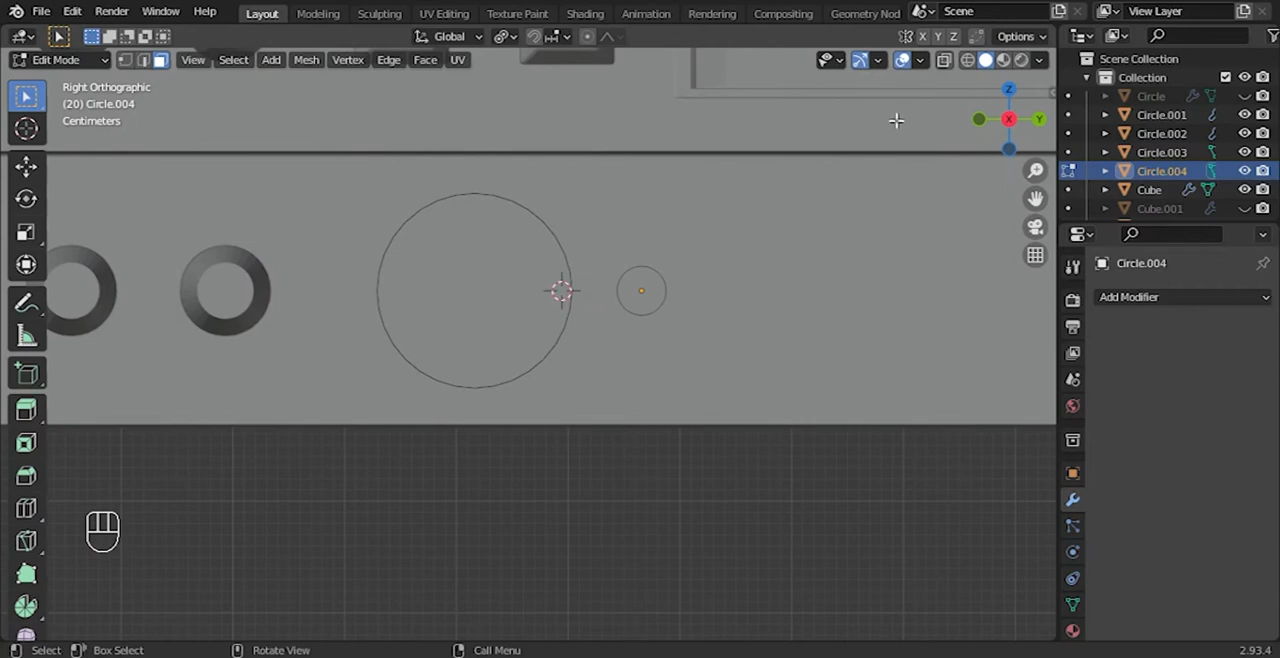 File Edit Render Window Help Layout Modeling Sculpting UV Editing Texture Paint Shading Animation Rendering Compositing Geometry Nod Scene View Layer
Global X Y Z Options
Edit Mode View Select Add Mesh Vertex Edge Face UV
Right Orthographic
(20) Circle.004
Centimeters
Z
X
Y
Scene Collection
Collection
Circle
Circle.001
Circle.002
Circle.003
Circle.004
Cube
Cube.001
Circle.004
Add Modifier
Select Box Select Rotate View Call Menu 2.93.4